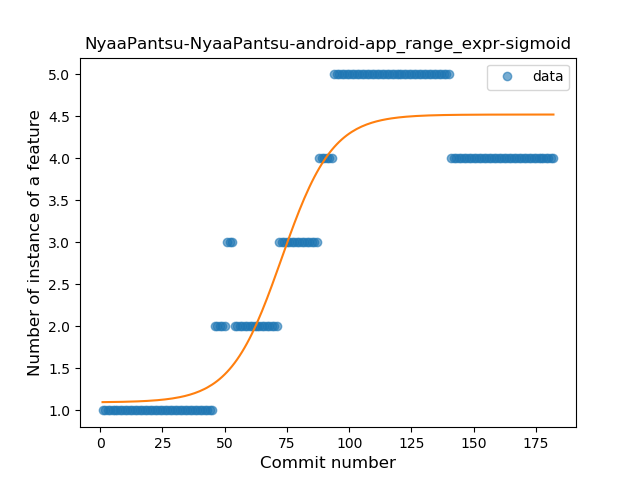 NyaaPantsu-NyaaPantsu-android-app_range_expr-sigmoid
data
Number of instance of a feature
5.0
4.5
4.0
3.5
3.0
2.5
2.0
1.5
1.0
0 25 50 75 100 125 150 175
Commit number